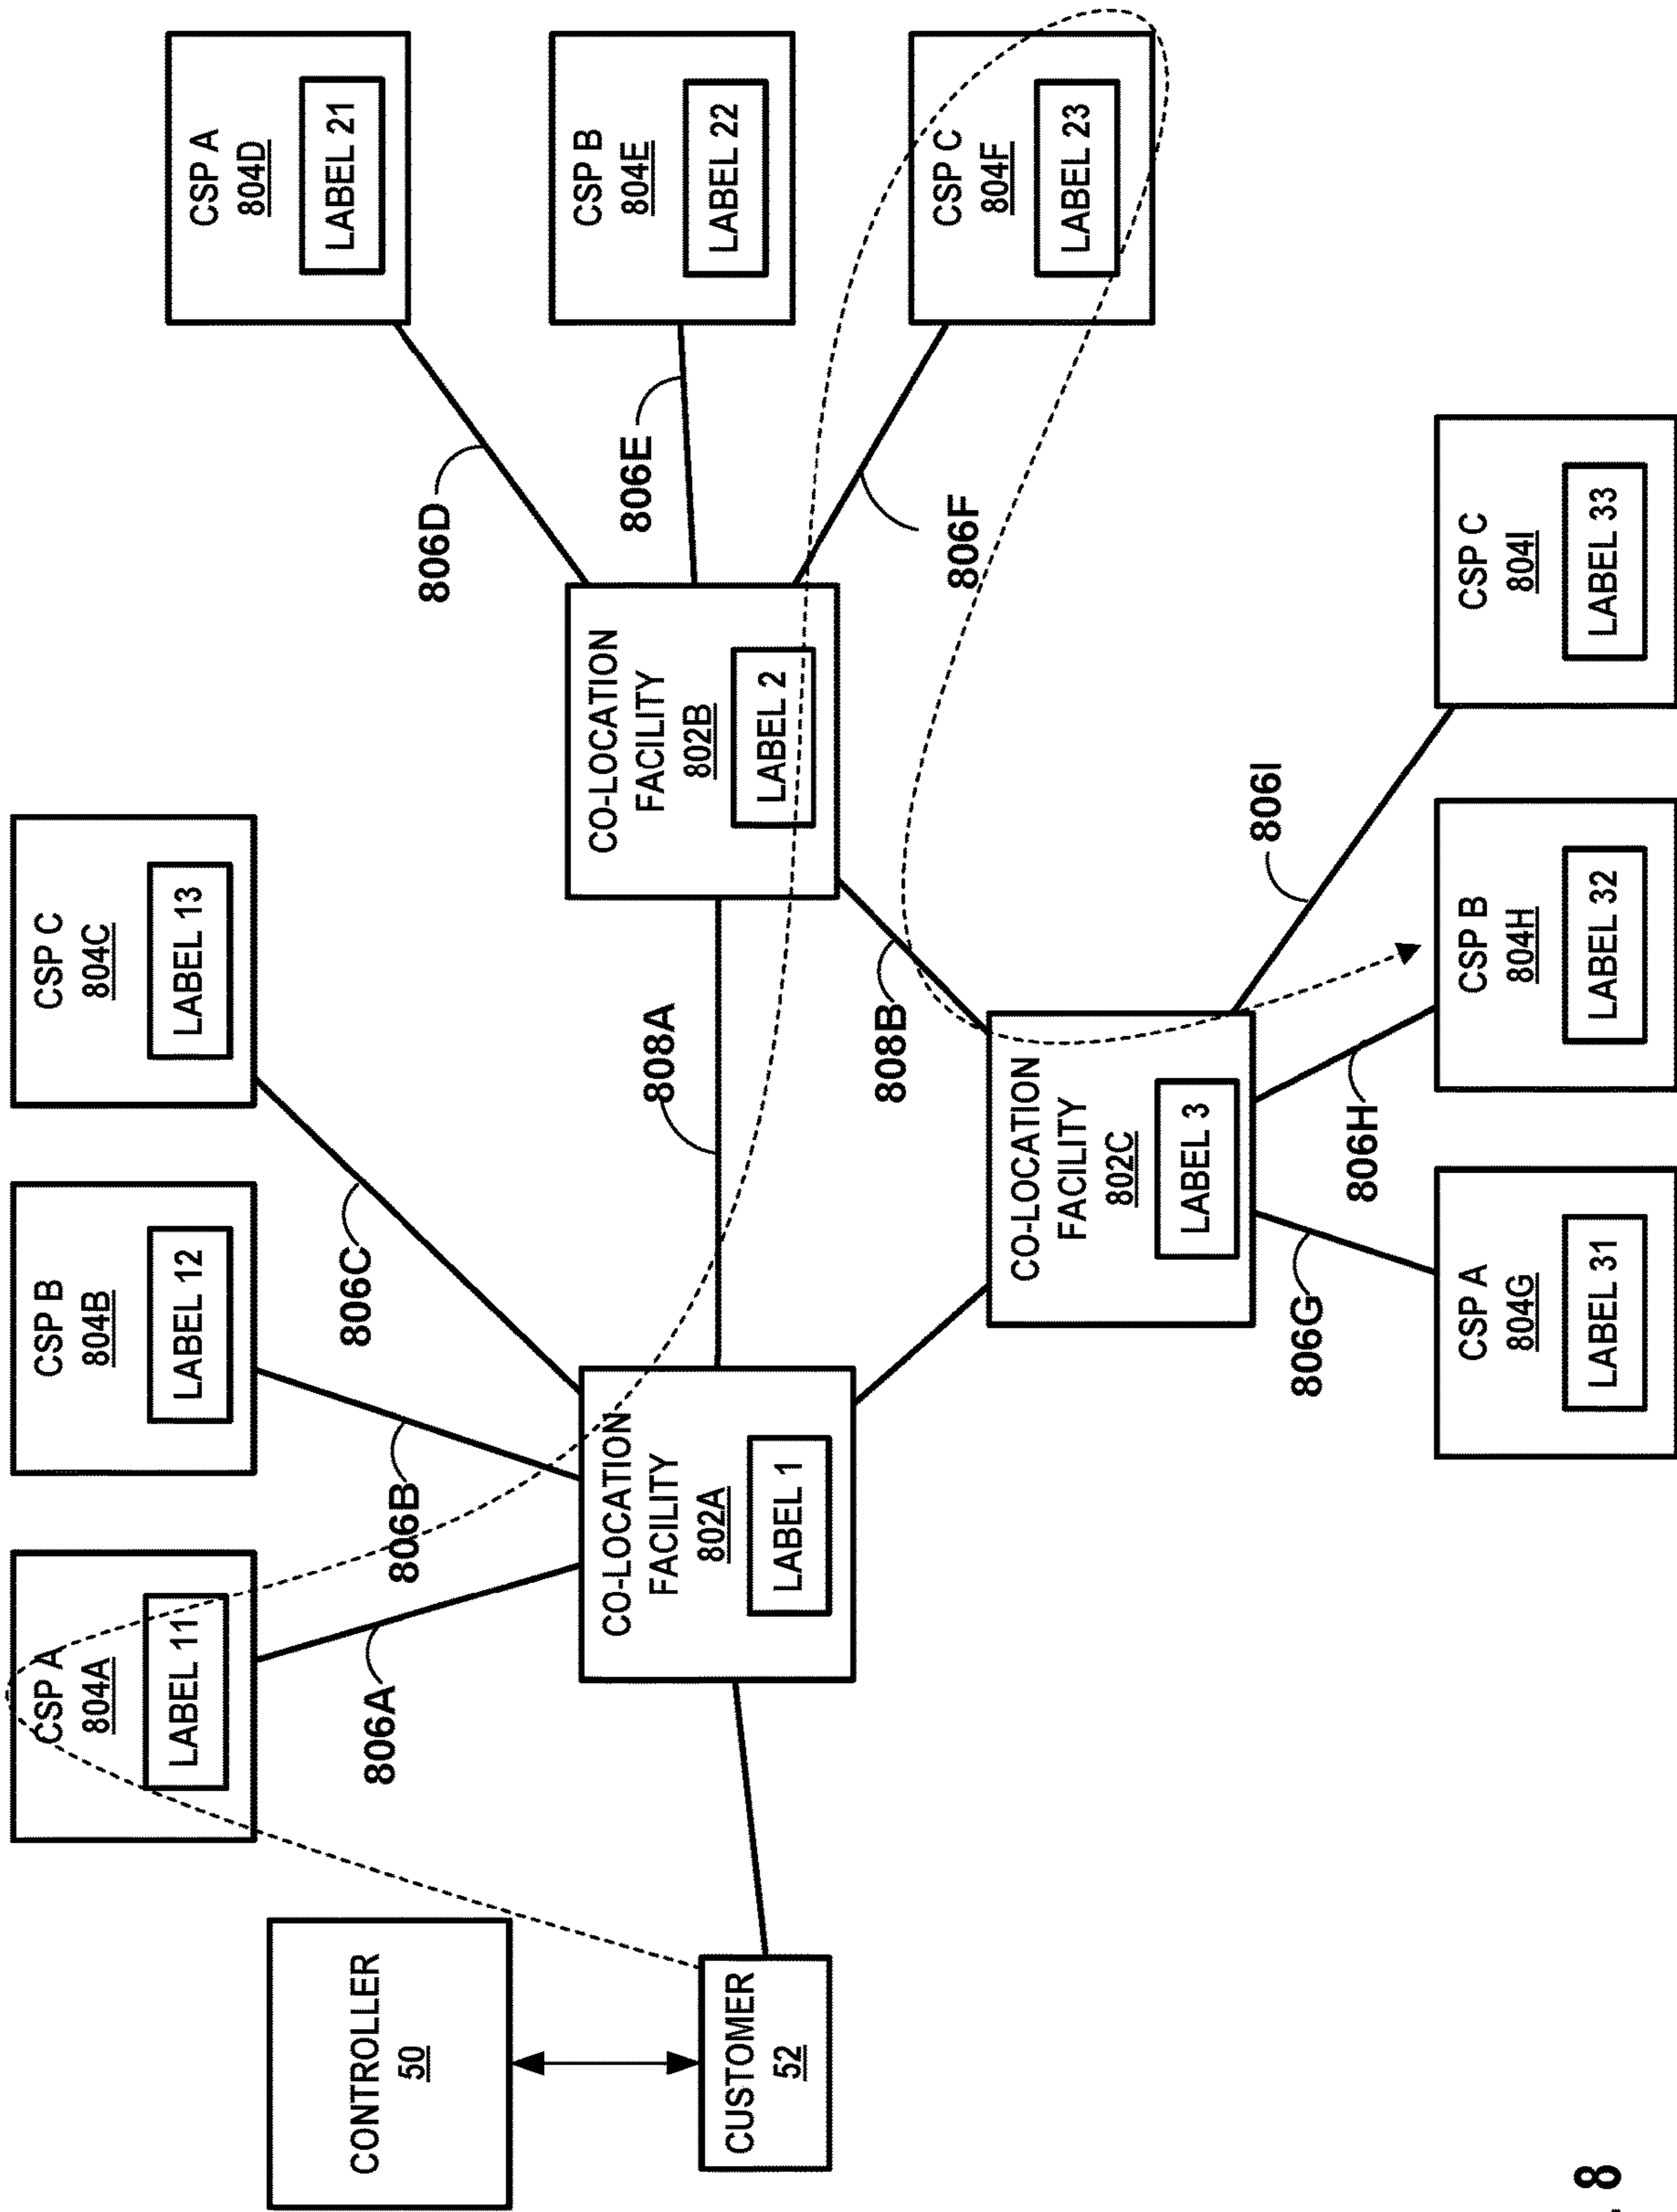 CONTROLLER
50
CUSTOMER
52
CSP A
804A
LABEL 11
CSP B
804B
LABEL 12
CSP C
804C
LABEL 13
806A
806B
806C
CO-LOCATION
FACILITY
802A
LABEL 1
808A
CO-LOCATION
FACILITY
802B
LABEL 2
808B
806D
806E
806F
CSP A
804D
LABEL 21
CSP B
804E
LABEL 22
CSP C
804F
LABEL 23
CO-LOCATION
FACILITY
802C
LABEL 3
806G
806H
806I
CSP A
804G
LABEL 31
CSP B
804H
LABEL 32
CSP C
804I
LABEL 33
8